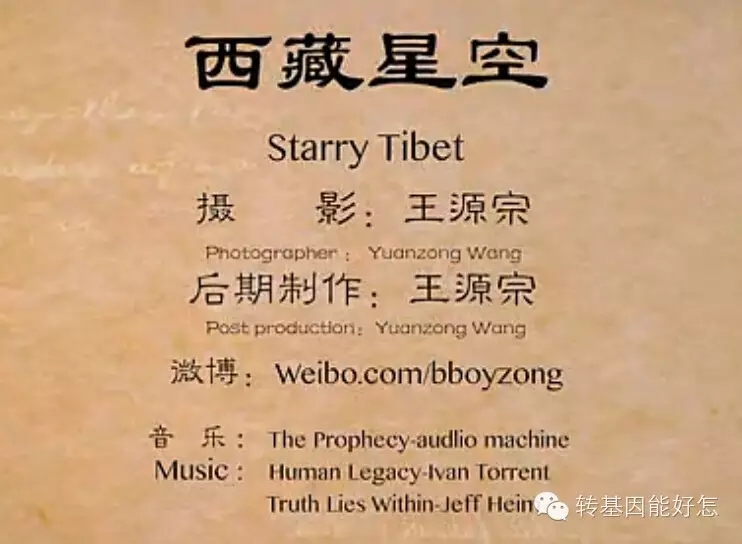 西藏星空
Starry Tibet
摄 影：王源宗
Photographer： Yuanzong Wang
后期制作：王源宗
Post production：Yuanzong Wang
微博：Weibo.com/bboyzong
音 乐： The Prophecy-audlio machine
Music： Human Legacy-Ivan Torrent
Truth Lies Within-Jeff Hein
转基因能好怎